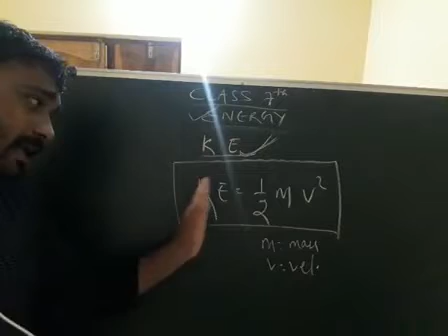 CLASS 7th
ENERGY
K.E.
K E = 1/2 M V²
m = mass
v = vel.